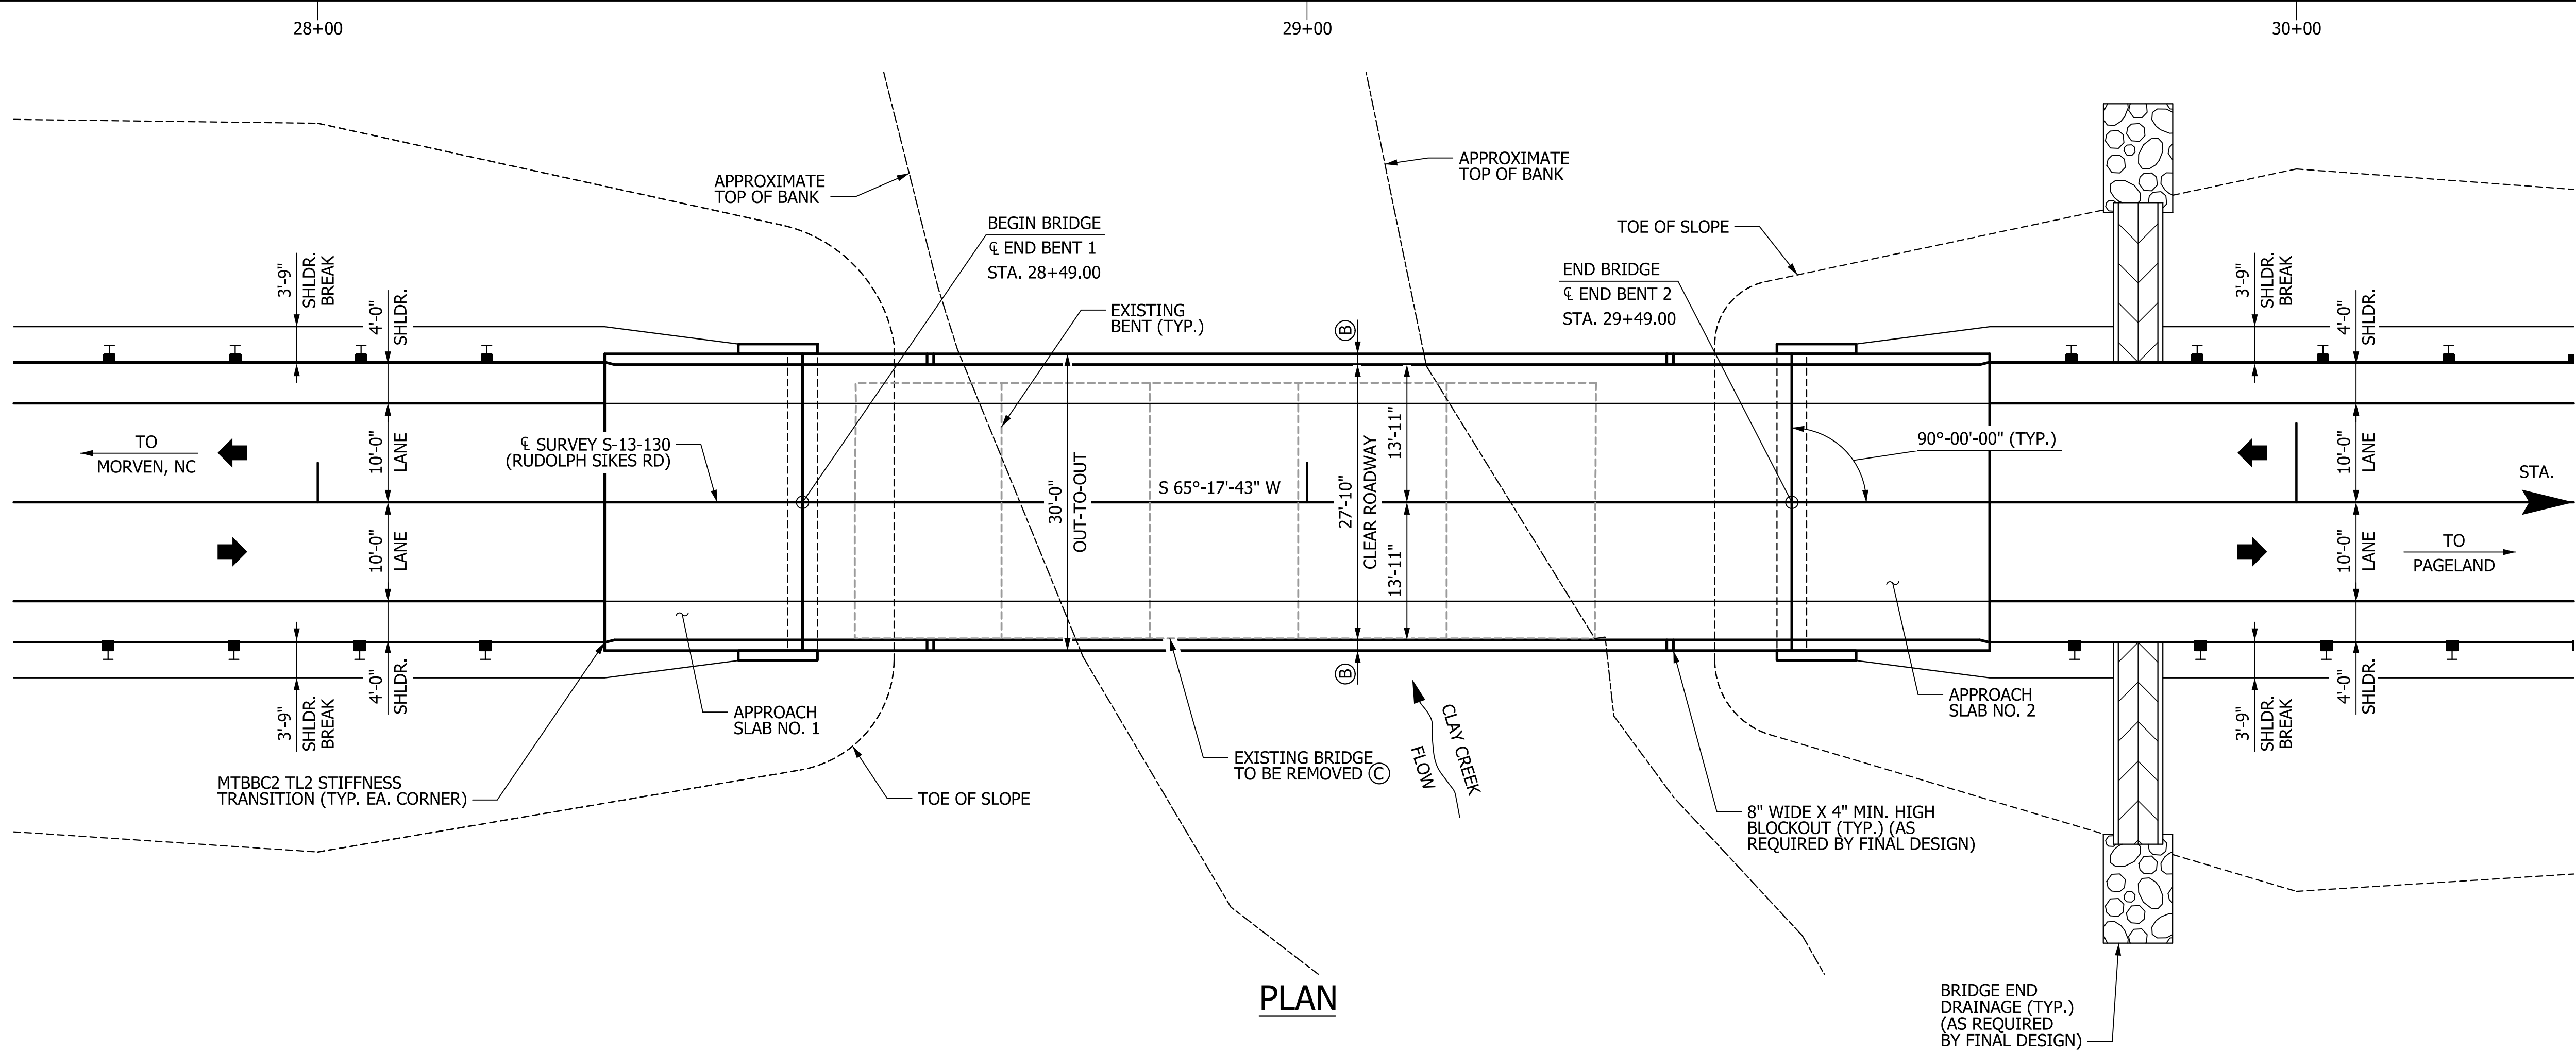 28+00
29+00
30+00
APPROXIMATE
TOP OF BANK
APPROXIMATE
TOP OF BANK
BEGIN BRIDGE
℄ END BENT 1
STA. 28+49.00
TOE OF SLOPE
END BRIDGE
℄ END BENT 2
STA. 29+49.00
EXISTING
BENT (TYP.)
3'-9"
SHLDR.
BREAK
4'-0"
SHLDR.
10'-0"
LANE
10'-0"
LANE
4'-0"
SHLDR.
3'-9"
SHLDR.
BREAK
TO
MORVEN, NC
℄ SURVEY S-13-130
(RUDOLPH SIKES RD)
S 65°-17'-43" W
30'-0"
OUT-TO-OUT
B
27'-10"
CLEAR ROADWAY
13'-11"
13'-11"
B
90°-00'-00" (TYP.)
3'-9"
SHLDR.
BREAK
4'-0"
SHLDR.
10'-0"
LANE
10'-0"
LANE
4'-0"
SHLDR.
3'-9"
SHLDR.
BREAK
STA.
TO
PAGELAND
APPROACH
SLAB NO. 1
APPROACH
SLAB NO. 2
CLAY CREEK
FLOW
EXISTING BRIDGE
TO BE REMOVED C
MTBBC2 TL2 STIFFNESS
TRANSITION (TYP. EA. CORNER)
TOE OF SLOPE
8" WIDE X 4" MIN. HIGH
BLOCKOUT (TYP.) (AS
REQUIRED BY FINAL DESIGN)
PLAN
BRIDGE END
DRAINAGE (TYP.)
(AS REQUIRED
BY FINAL DESIGN)